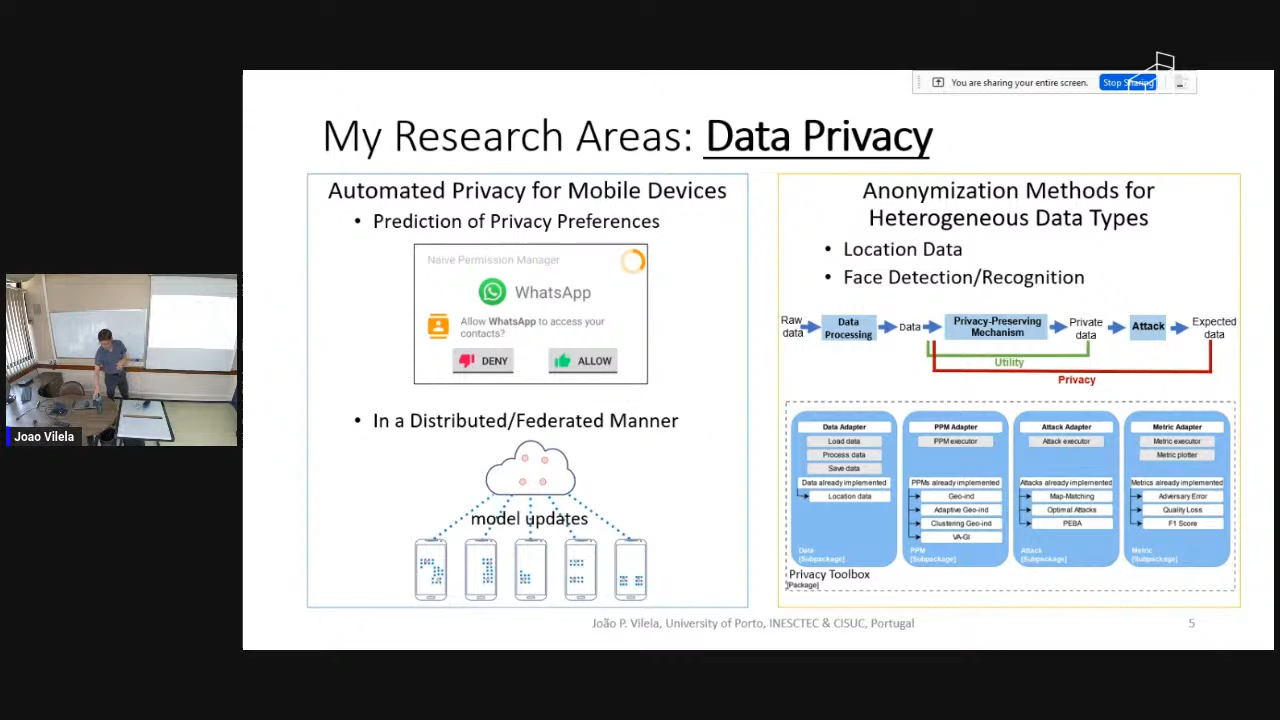 You are sharing your entire screen.
Stop Sharing
My Research Areas: Data Privacy
Automated Privacy for Mobile Devices
• Prediction of Privacy Preferences
Naive Permission Manager
WhatsApp
Allow WhatsApp to access your
contacts?
DENY
ALLOW
• In a Distributed/Federated Manner
model updates
Anonymization Methods for
Heterogeneous Data Types
• Location Data
• Face Detection/Recognition
Raw
data
Data
Processing
Data
Privacy-Preserving
Mechanism
Private
data
Attack
Expected
data
Utility
Privacy
Data Adapter
Load data
Process data
Save data
Data already implemented
Location data
Data
[Subpackage]
PPM Adapter
PPM executor
PPMs already implemented
Geo-ind
Adaptive Geo-ind
Clustering Geo-ind
VA-GI
PPM
[Subpackage]
Attack Adapter
Attack executor
Attacks already implemented
Map-Matching
Optimal Attacks
PEBA
Attack
[Subpackage]
Metric Adapter
Metric executor
Metric plotter
Metrics already implemented
Adversary Error
Quality Loss
F1 Score
Metric
[Subpackage]
Privacy Toolbox
[Package]
João P. Vilela, University of Porto, INESCTEC & CISUC, Portugal
5
Joao Vilela